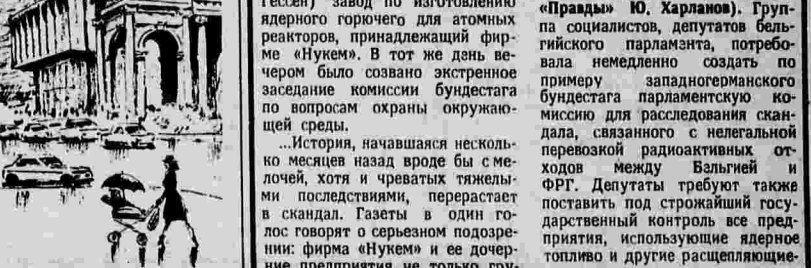 Гессен) завод по изготовлению
ядерного горючего для атомных
реакторов, принадлежащий фир-
ме «Нукем». В тот же день ве-
чером было созвано экстренное
заседание комиссии бундестага
по вопросам охраны окружаю-
щей среды.
...История, начавшаяся несколь-
ко месяцев назад вроде бы с ме-
лочей, хотя и чреватых тяжелы-
ми последствиями, перерастает
в скандал. Газеты в один го-
лос говорят о серьезном подозре-
нии: фирма «Нукем» и ее дочер-
ние предприятия не только гру-
«Правды» Ю. Харланов). Груп-
па социалистов, депутатов бель-
гийского парламента, потребо-
вала немедленно создать по
примеру западногерманского
бундестага парламентскую ко-
миссию для расследования скан-
дала, связанного с нелегальной
перевозкой радиоактивных от-
ходов между Бельгией и
ФРГ. Депутаты требуют также
поставить под строжайший госу-
дарственный контроль все пред-
приятия, использующие ядерное
топливо и другие расщепляющие-